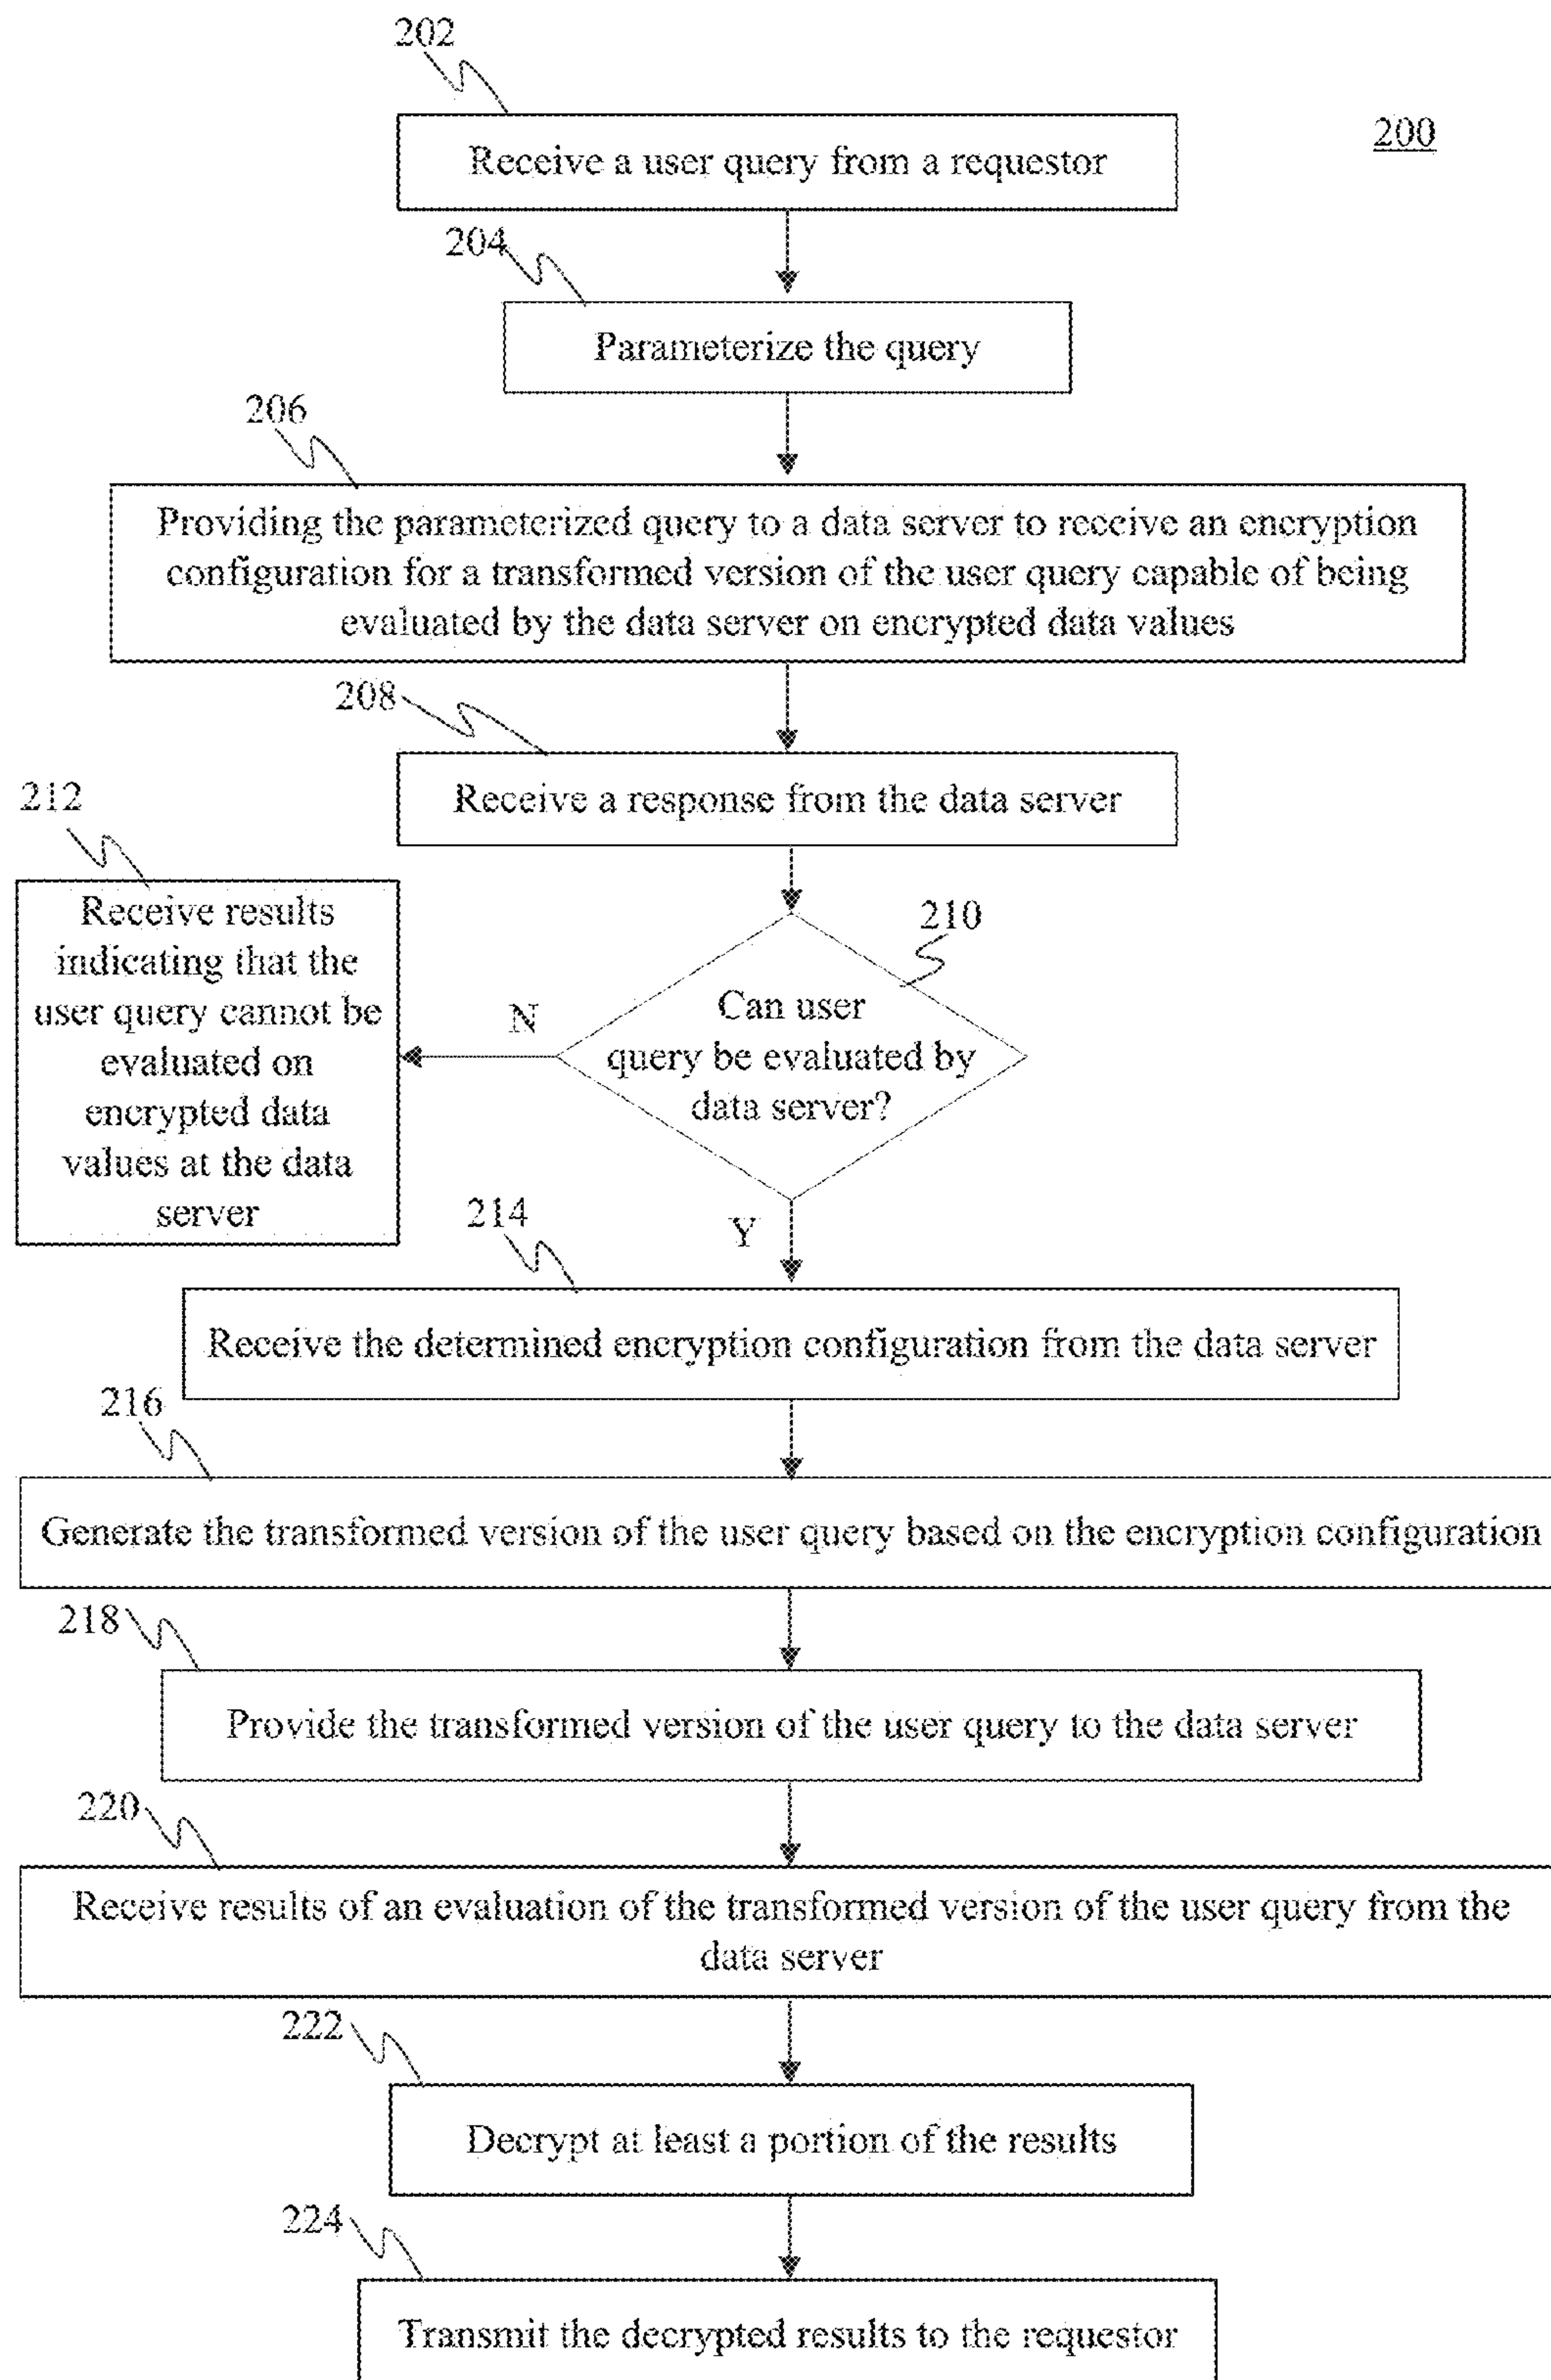 202
200
Receive a user query from a requestor
204
Parameterize the query
206
Providing the parameterized query to a data server to receive an encryption
configuration for a transformed version of the user query capable of being
evaluated by the data server on encrypted data values
208
Receive a response from the data server
212
Receive results
indicating that the
user query cannot be
evaluated on
encrypted data
values at the data
server
210
N
Can user
query be evaluated by
data server?
Y
214
Receive the determined encryption configuration from the data server
216
Generate the transformed version of the user query based on the encryption configuration
218
Provide the transformed version of the user query to the data server
220
Receive results of an evaluation of the transformed version of the user query from the
data server
222
Decrypt at least a portion of the results
224
Transmit the decrypted results to the requestor